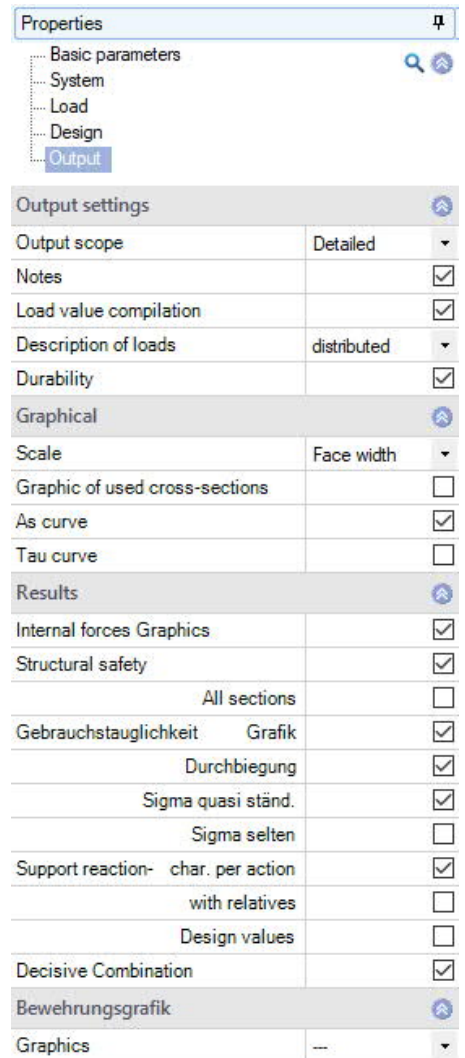 Properties
Basic parameters
System
Load
Design
Output
Output settings
Output scope Detailed
Notes
Load value compilation
Description of loads distributed
Durability
Graphical
Scale Face width
Graphic of used cross-sections
As curve
Tau curve
Results
Internal forces Graphics
Structural safety
All sections
Gebrauchstauglichkeit Grafik
Durchbiegung
Sigma quasi ständ.
Sigma selten
Support reaction- char. per action
with relatives
Design values
Decisive Combination
Bewehrungsgrafik
Graphics ---